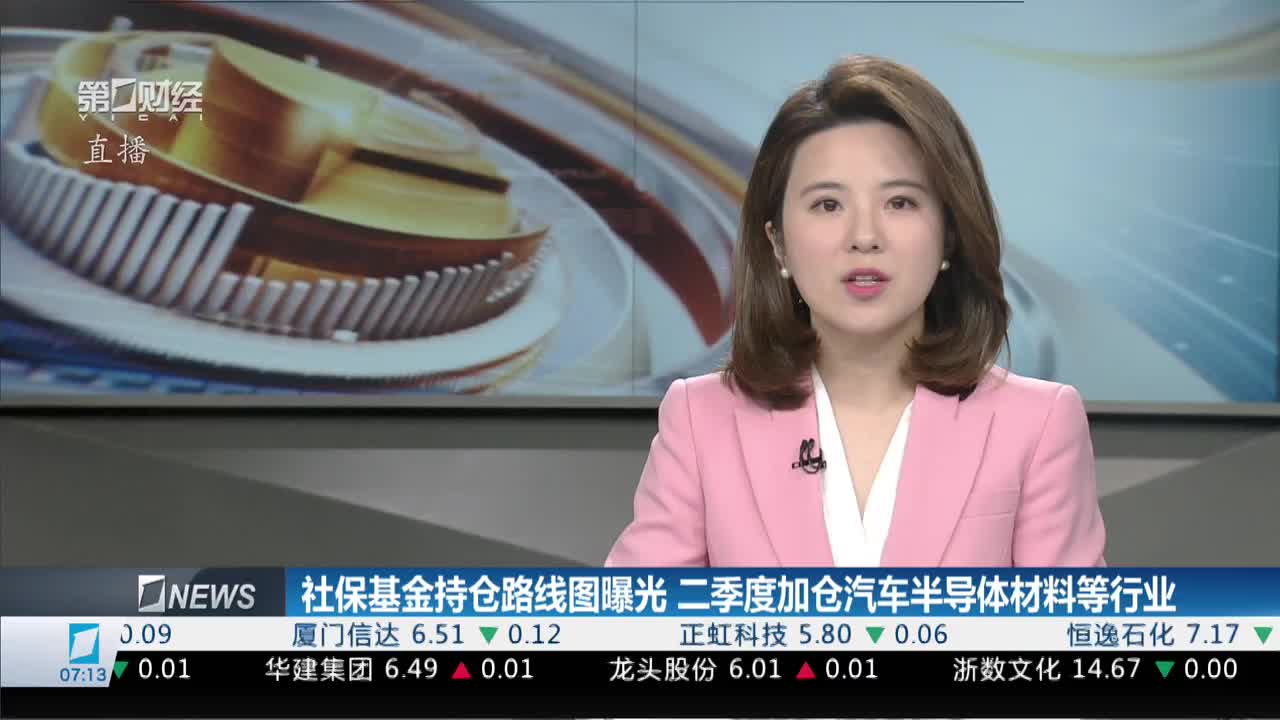 第一财经
YICAI
直播
NEWS 社保基金持仓路线图曝光 二季度加仓汽车半导体材料等行业
0.09 厦门信达 6.51 ▼ 0.12 正虹科技 5.80 ▼ 0.06 恒逸石化 7.17 ▼
07:13 ▼ 0.01 华建集团 6.49 ▲ 0.01 龙头股份 6.01 ▲ 0.01 浙数文化 14.67 ▼ 0.00